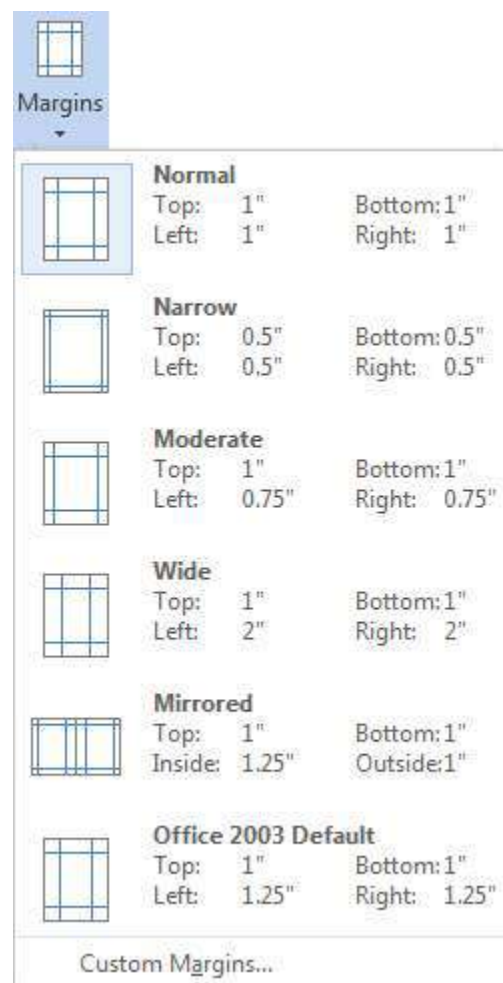 Margins
Normal
Top: 1" Bottom: 1"
Left: 1" Right: 1"
Narrow
Top: 0.5" Bottom: 0.5"
Left: 0.5" Right: 0.5"
Moderate
Top: 1" Bottom: 1"
Left: 0.75" Right: 0.75"
Wide
Top: 1" Bottom: 1"
Left: 2" Right: 2"
Mirrored
Top: 1" Bottom: 1"
Inside: 1.25" Outside: 1"
Office 2003 Default
Top: 1" Bottom: 1"
Left: 1.25" Right: 1.25"
Custom Margins...